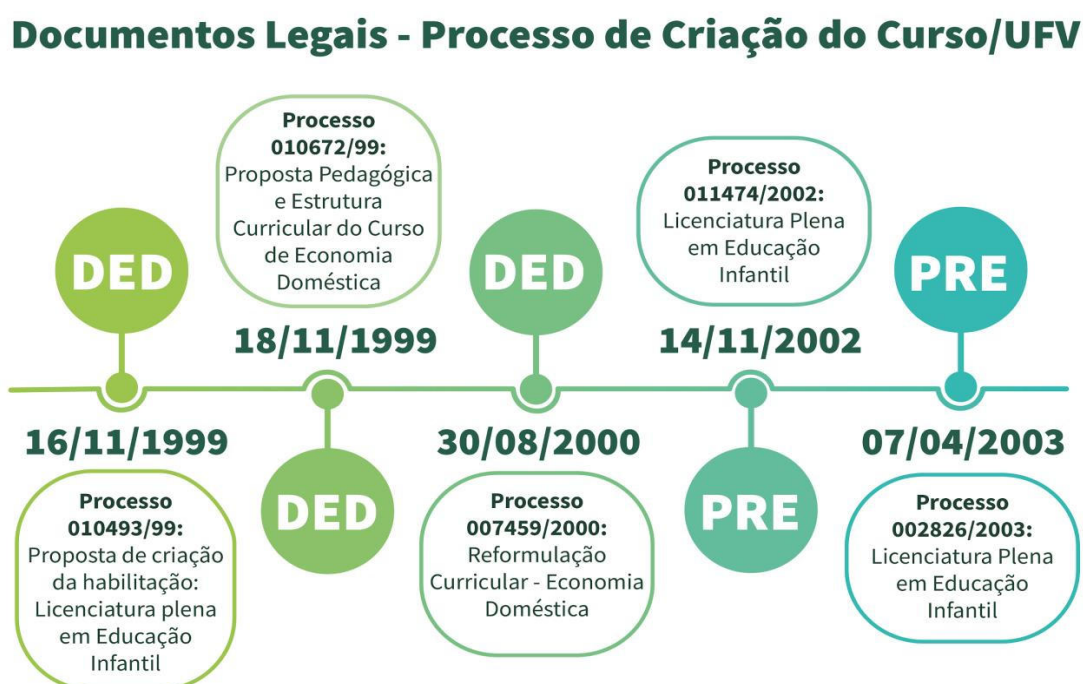 Documentos Legais - Processo de Criação do Curso/UFV
DED
16/11/1999
Processo
010493/99:
Proposta de criação
da habilitação:
Licenciatura plena
em Educação
Infantil
Processo
010672/99:
Proposta Pedagógica
e Estrutura
Curricular do Curso
de Economia
Doméstica
18/11/1999
DED
DED
30/08/2000
Processo
007459/2000:
Reformulação
Curricular - Economia
Doméstica
Processo
011474/2002:
Licenciatura Plena
em Educação
Infantil
14/11/2002
PRE
PRE
07/04/2003
Processo
002826/2003:
Licenciatura Plena
em Educação
Infantil